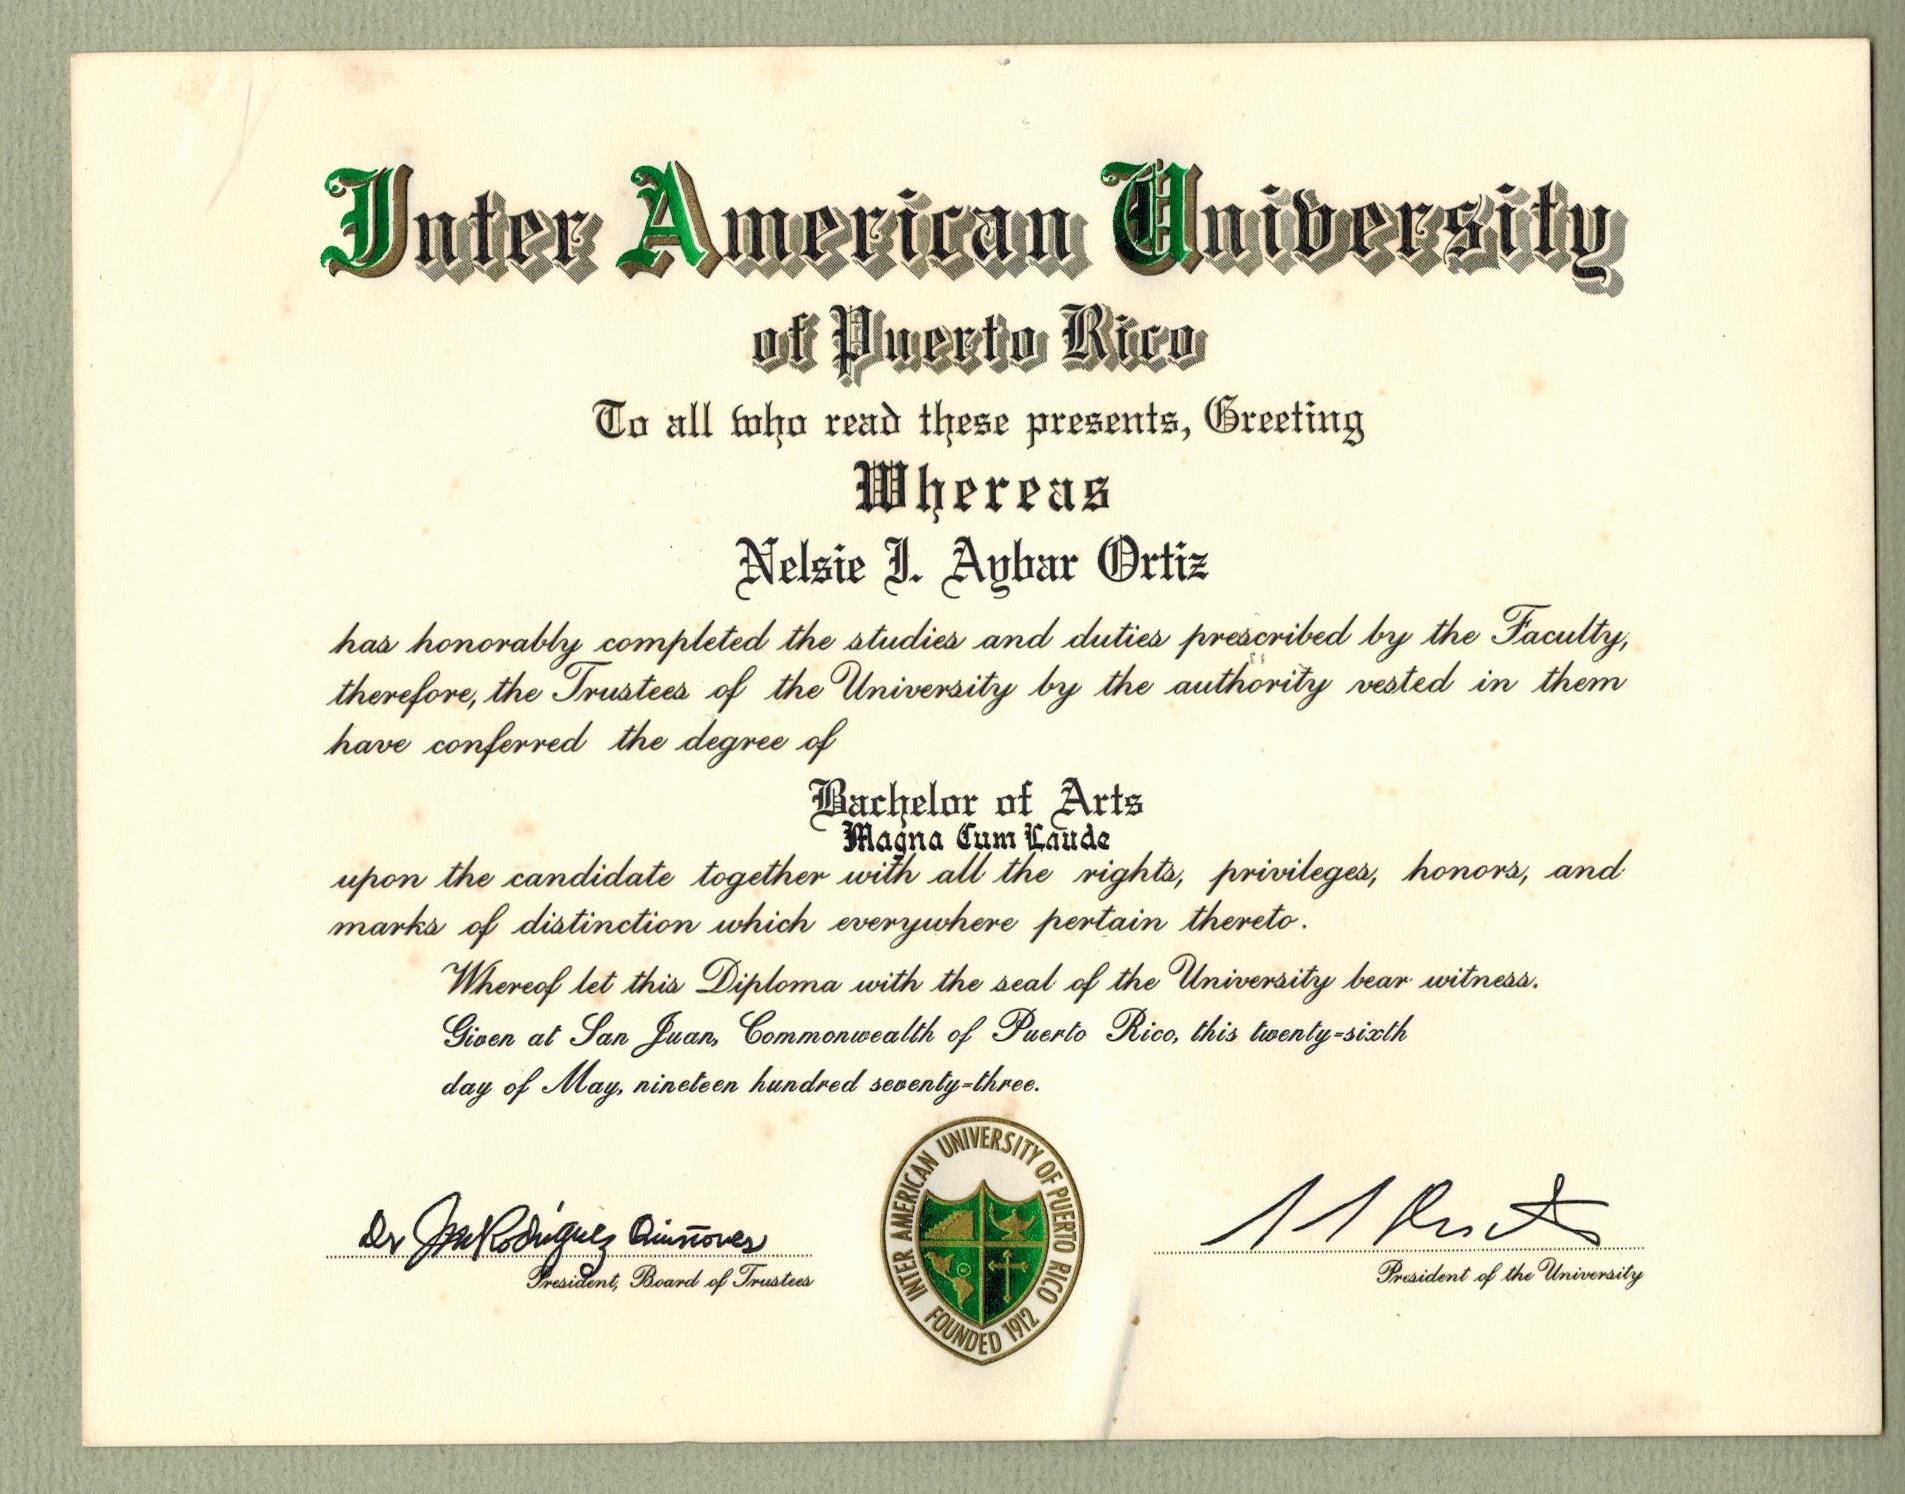 Inter American University
of Puerto Rico
To all who read these presents, Greeting
Whereas
Nelsie I. Aybar Ortiz
has honorably completed the studies and duties prescribed by the Faculty,
therefore, the Trustees of the University by the authority vested in them
have conferred the degree of
Bachelor of Arts
Magna Cum Laude
upon the candidate together with all the rights, privileges, honors, and
marks of distinction which everywhere pertain thereto.
Whereof let this Diploma with the seal of the University bear witness.
Given at San Juan, Commonwealth of Puerto Rico, this twenty-sixth
day of May, nineteen hundred seventy-three.
Dr Rodríguez Quiñones
President, Board of Trustees
President of the University
INTER AMERICAN UNIVERSITY OF PUERTO RICO
FOUNDED 1912